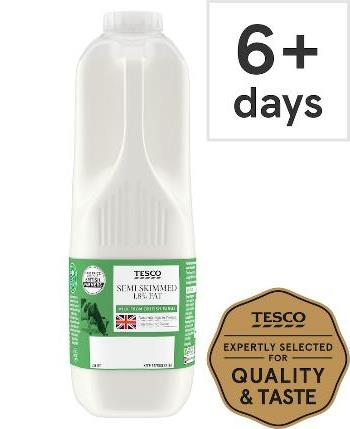 6+
days
TESCO
SEMI SKIMMED
1.8% FAT
MILK FROM BRITISH FARMS
TESCO
EXPERTLY SELECTED
FOR
QUALITY
& TASTE